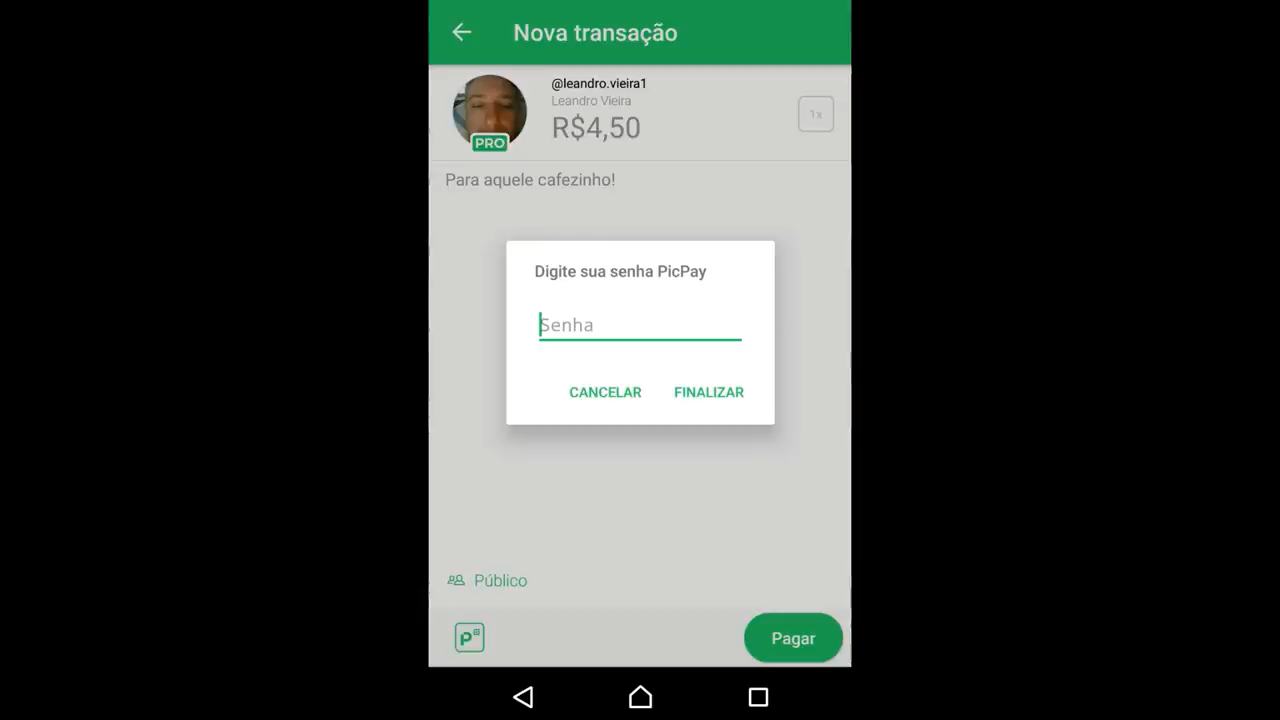 Nova transação
@leandro.vieira1
Leandro Vieira
R$4,50
1x
PRO
Para aquele cafezinho!
Digite sua senha PicPay
Senha
CANCELAR FINALIZAR
Público
P
Pagar